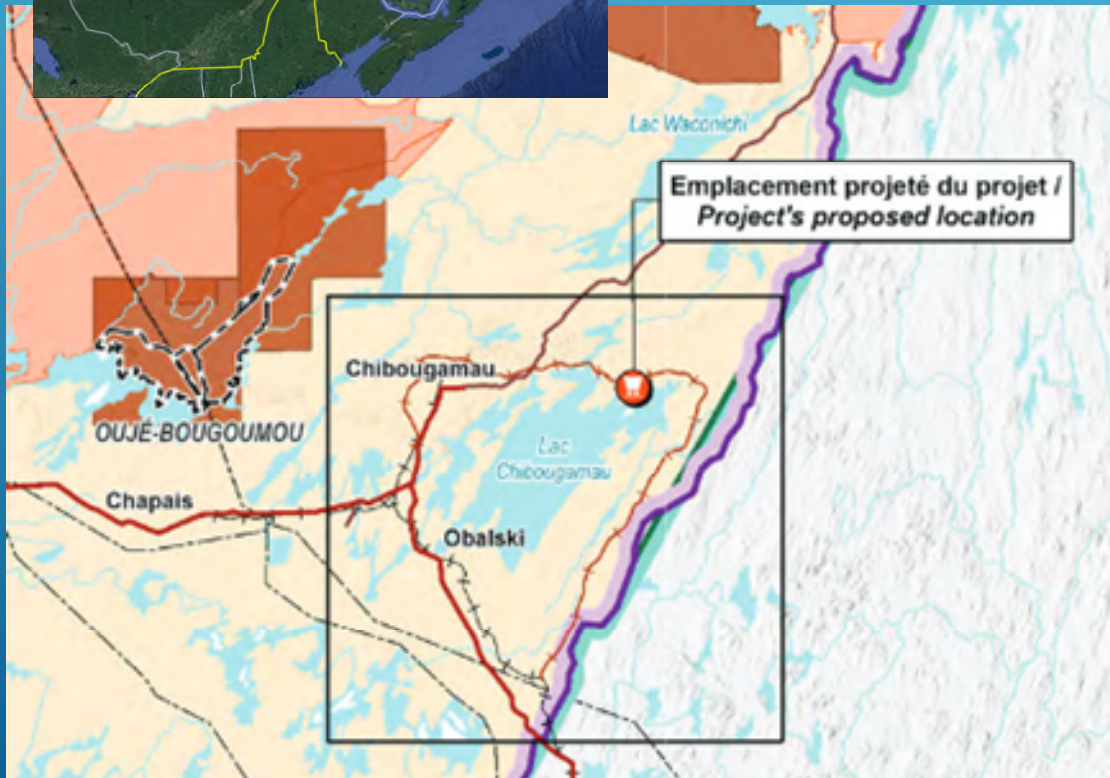 Lac Waconichi
Emplacement projeté du projet /
Project's proposed location
Chibougamau
OUJÉ-BOUGOUMOU
Lac
Chibougamau
Chapais
Obalski